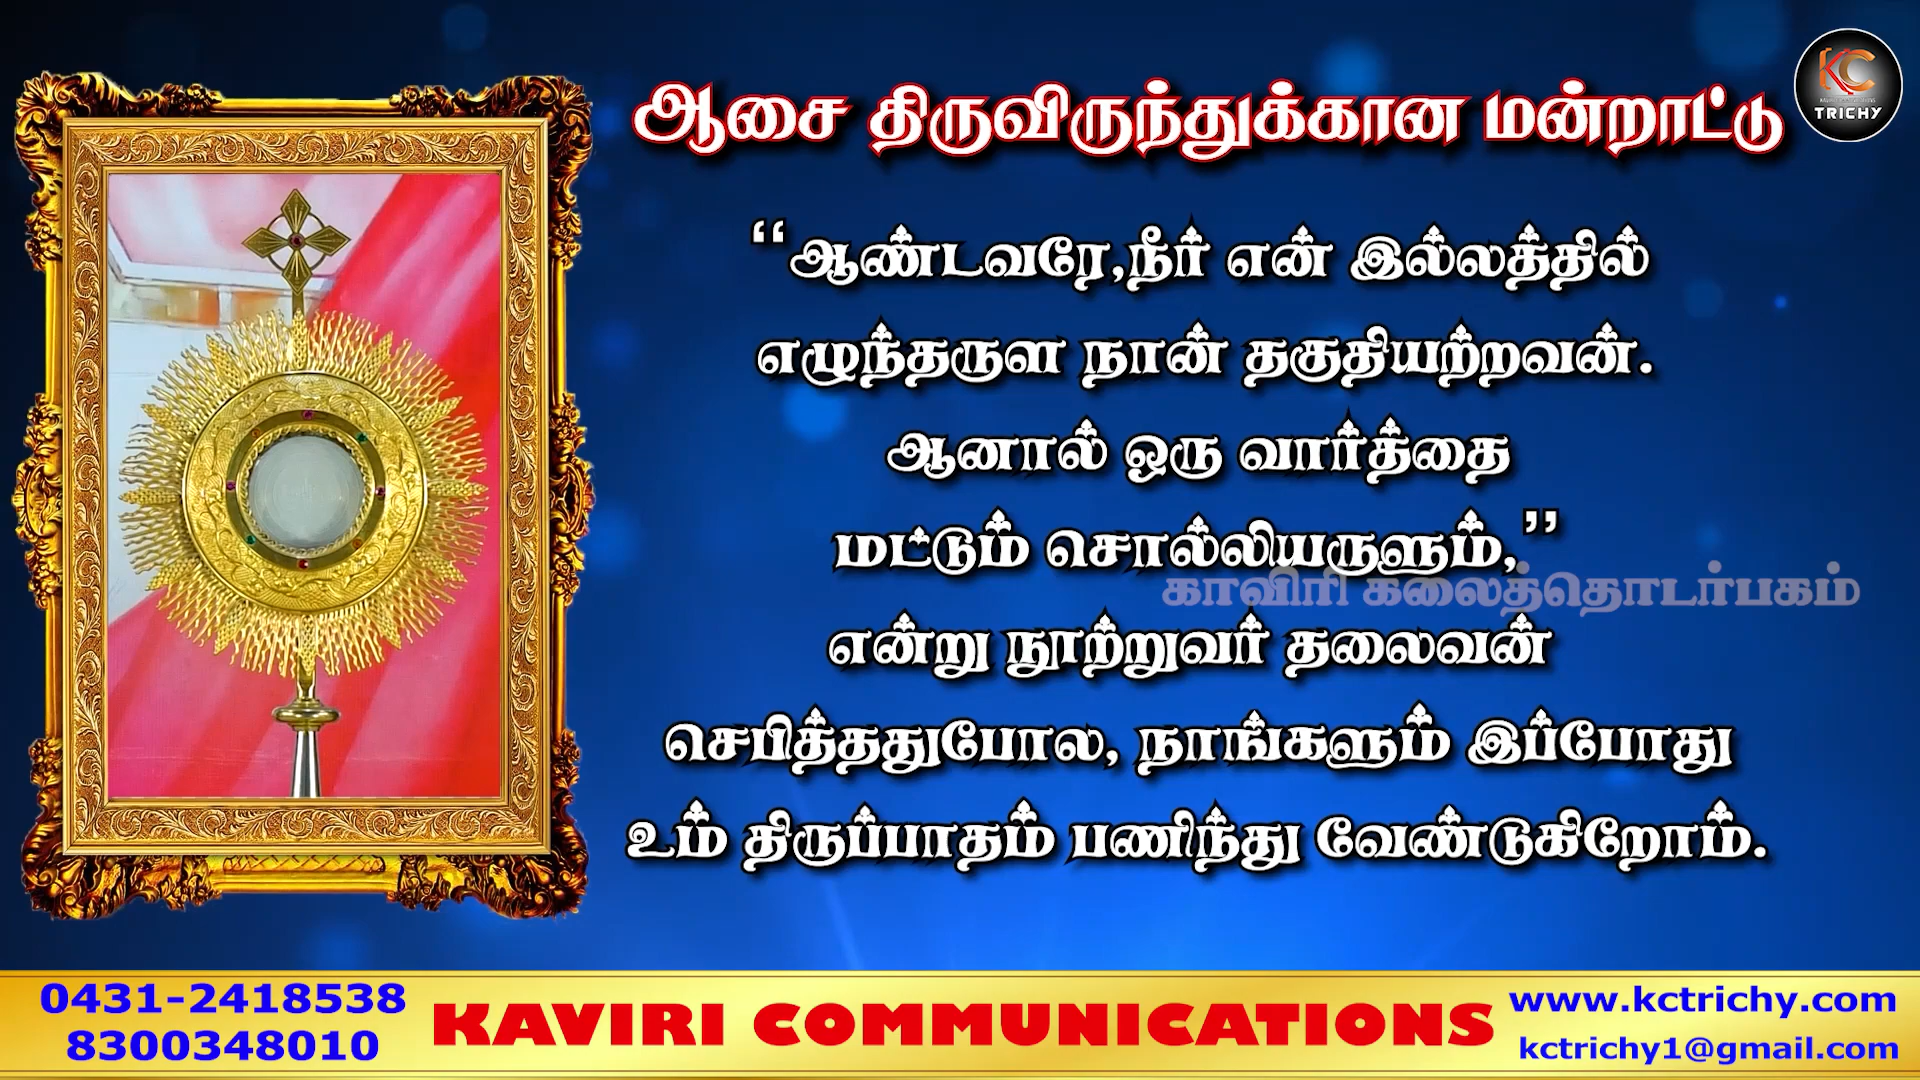 ஆசை திருவிருந்துக்கான மன்றாட்டு
KC
TRICHY
“ஆண்டவரே,நீர் என் இல்லத்தில்
எழுந்தருள நான் தகுதியற்றவன்.
ஆனால் ஒரு வார்த்தை
மட்டும் சொல்லியருளும்,”
காவிரி கலைத்தொடர்பகம்
என்று நூற்றுவர் தலைவன்
செபித்ததுபோல, நாங்களும் இப்போது
உம் திருப்பாதம் பணிந்து வேண்டுகிறோம்.
0431-2418538
8300348010
KAVIRI COMMUNICATIONS
www.kctrichy.com
kctrichy1@gmail.com